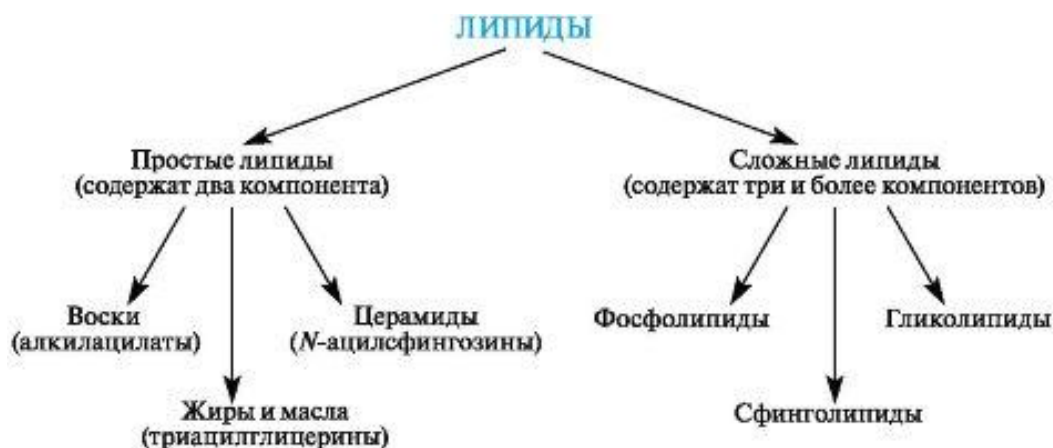 ЛИПИДЫ
Простые липиды
(содержат два компонента)
Сложные липиды
(содержат три и более компонентов)
Воски
(алкилацилаты)
Церамиды
(N-ацилсфингозины)
Фосфолипиды
Гликолипиды
Жиры и масла
(триацилглицерины)
Сфинголипиды